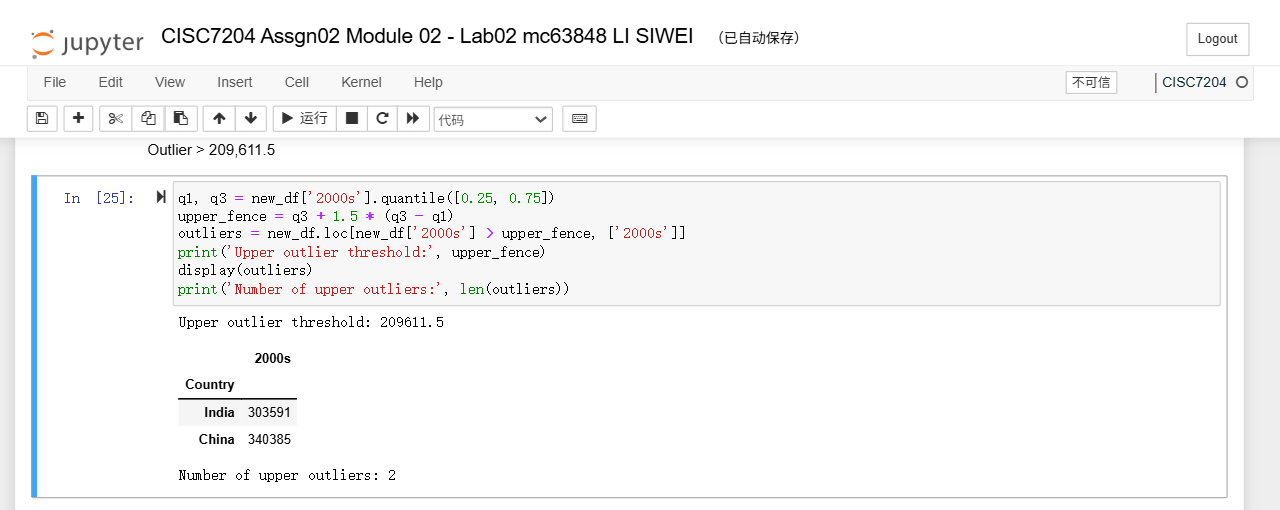 jupyter CISC7204 Assgn02 Module 02 - Lab02 mc63848 LI SIWEI （已自动保存） Logout
File Edit View Insert Cell Kernel Help 不可信 CISC7204
运行 代码
Outlier > 209,611.5
In [25]: q1, q3 = new_df['2000s'].quantile([0.25, 0.75])
upper_fence = q3 + 1.5 * (q3 - q1)
outliers = new_df.loc[new_df['2000s'] > upper_fence, ['2000s']]
print('Upper outlier threshold:', upper_fence)
display(outliers)
print('Number of upper outliers:', len(outliers))
Upper outlier threshold: 209611.5
2000s
Country
India 303591
China 340385
Number of upper outliers: 2